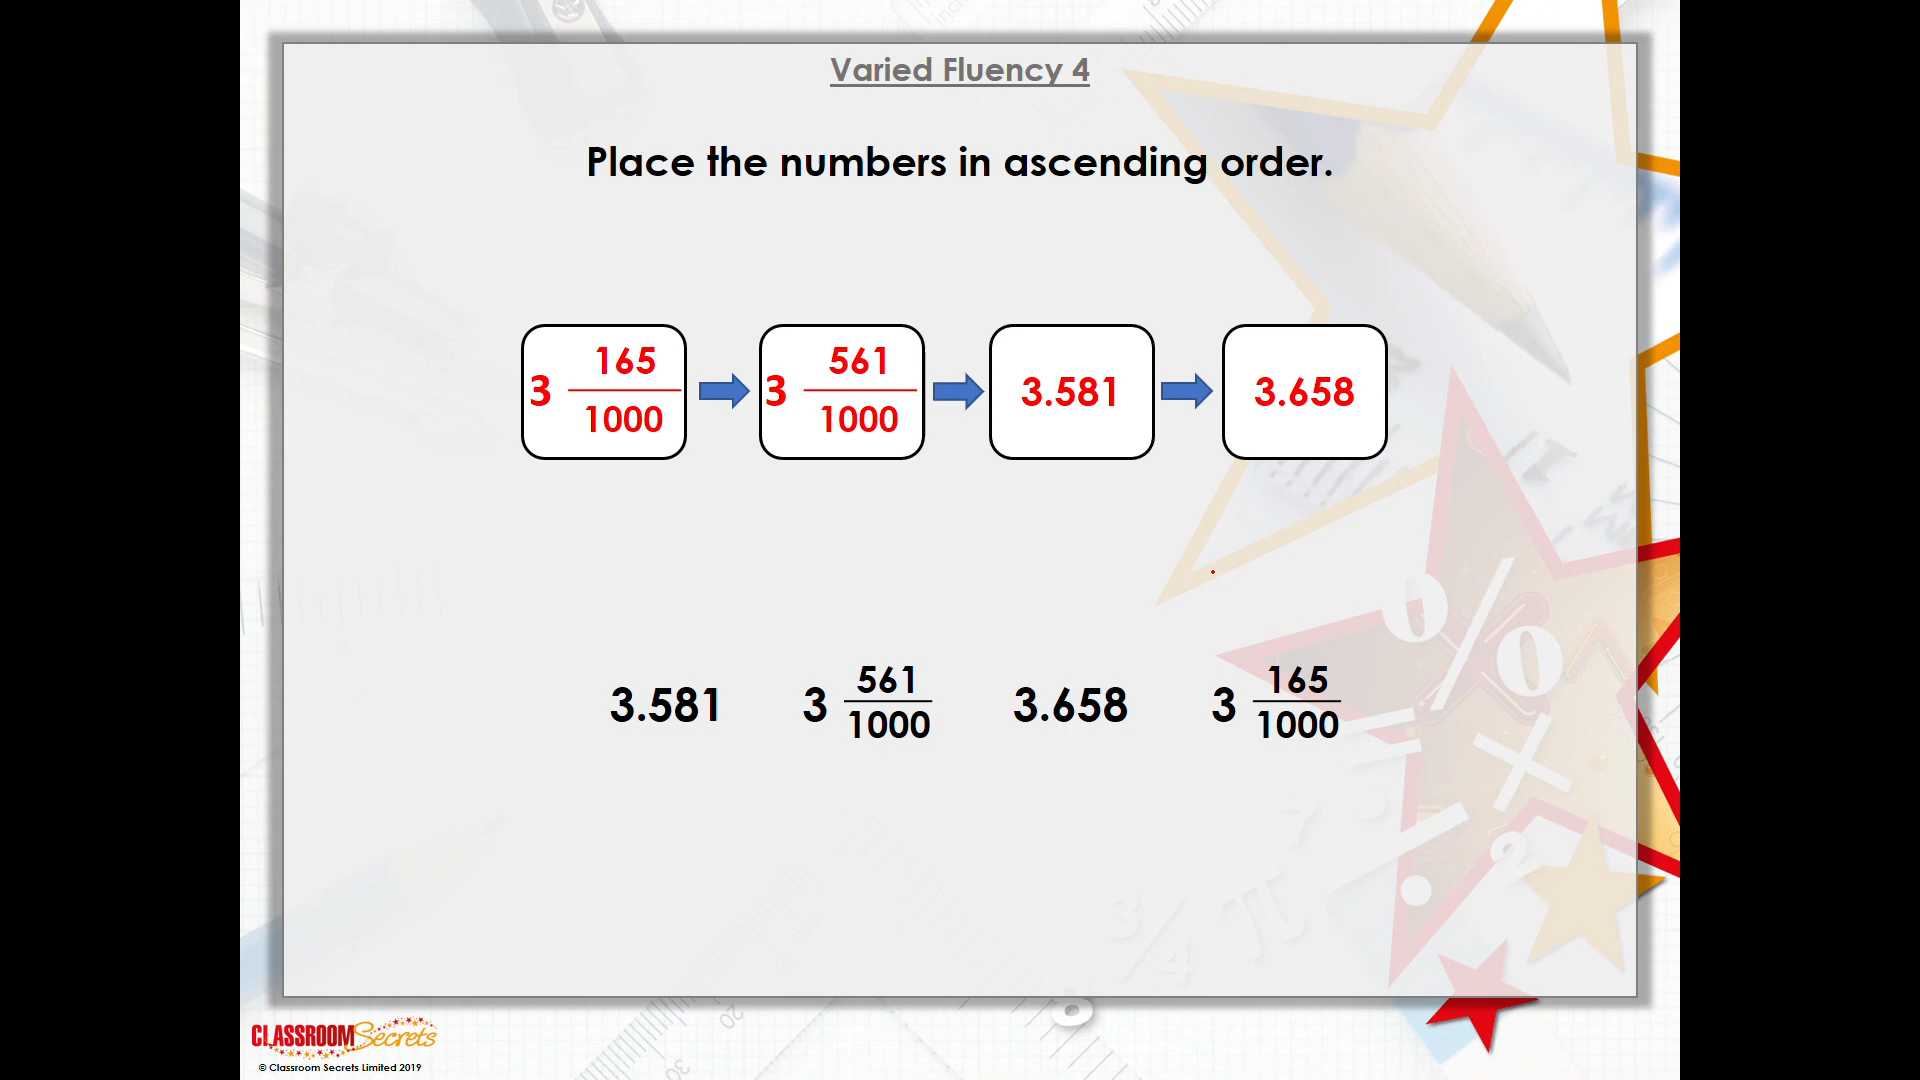 Varied Fluency 4
Place the numbers in ascending order.
3 165/1000
3 561/1000
3.581
3.658
3.581 3 561/1000 3.658 3 165/1000
CLASSROOM Secrets
© Classroom Secrets Limited 2019